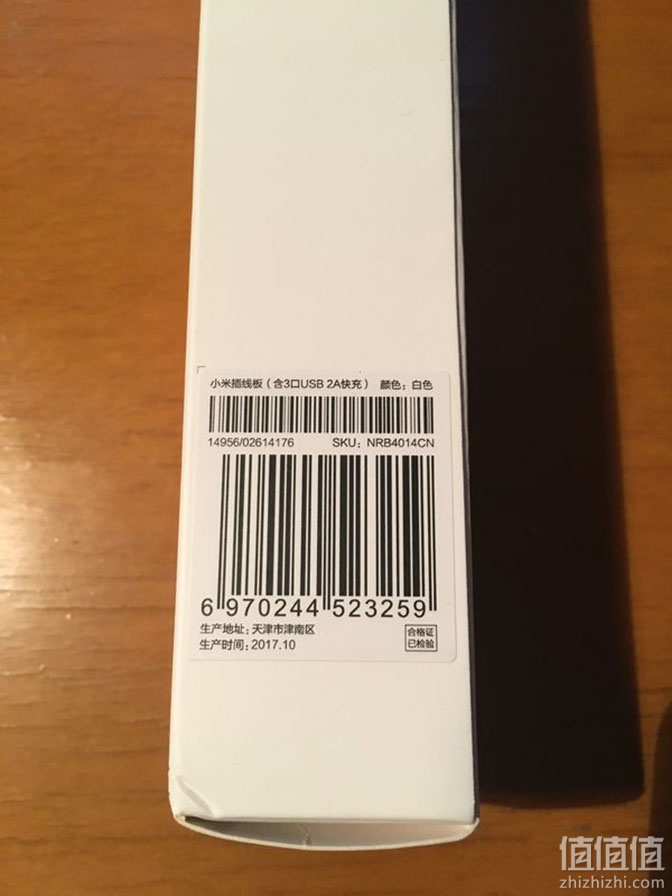 小米插线板（含3口USB 2A快充） 颜色：白色
14956/02614176 SKU：NRB4014CN
6 970244 523259
生产地址：天津市津南区
生产时间：2017.10
合格证
已检验
值值值
zhizhizhi.com